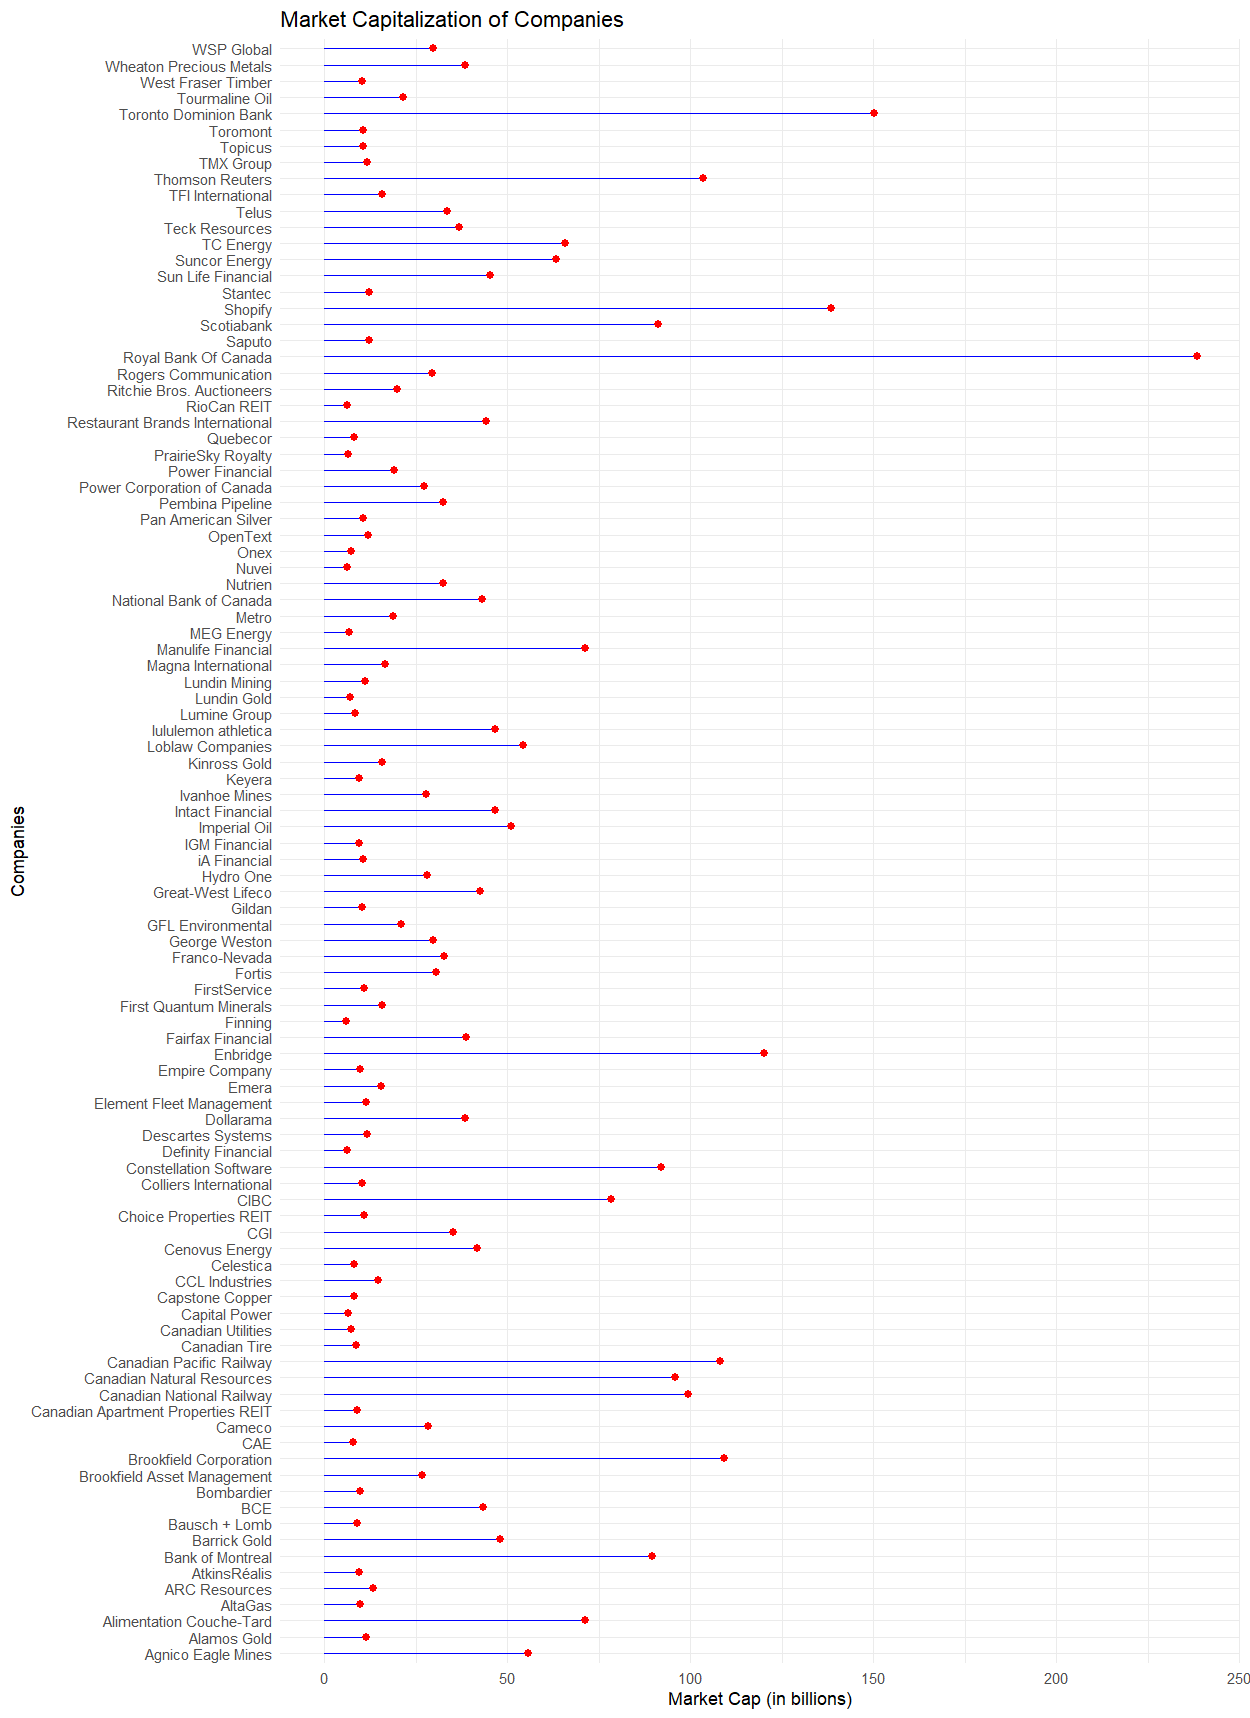 Market Capitalization of Companies
WSP Global
Wheaton Precious Metals
West Fraser Timber
Tourmaline Oil
Toronto Dominion Bank
Toromont
Topicus
TMX Group
Thomson Reuters
TFI International
Telus
Teck Resources
TC Energy
Suncor Energy
Sun Life Financial
Stantec
Shopify
Scotiabank
Saputo
Royal Bank Of Canada
Rogers Communication
Ritchie Bros. Auctioneers
RioCan REIT
Restaurant Brands International
Quebecor
PrairieSky Royalty
Power Financial
Power Corporation of Canada
Pembina Pipeline
Pan American Silver
OpenText
Onex
Nuvei
Nutrien
National Bank of Canada
Metro
MEG Energy
Manulife Financial
Magna International
Lundin Mining
Lundin Gold
Lumine Group
lululemon athletica
Loblaw Companies
Kinross Gold
Keyera
Ivanhoe Mines
Intact Financial
Imperial Oil
IGM Financial
iA Financial
Hydro One
Great-West Lifeco
Gildan
GFL Environmental
George Weston
Franco-Nevada
Fortis
FirstService
First Quantum Minerals
Finning
Fairfax Financial
Enbridge
Empire Company
Emera
Element Fleet Management
Dollarama
Descartes Systems
Definity Financial
Constellation Software
Colliers International
CIBC
Choice Properties REIT
CGI
Cenovus Energy
Celestica
CCL Industries
Capstone Copper
Capital Power
Canadian Utilities
Canadian Tire
Canadian Pacific Railway
Canadian Natural Resources
Canadian National Railway
Canadian Apartment Properties REIT
Cameco
CAE
Brookfield Corporation
Brookfield Asset Management
Bombardier
BCE
Bausch + Lomb
Barrick Gold
Bank of Montreal
AtkinsRéalis
ARC Resources
AltaGas
Alimentation Couche-Tard
Alamos Gold
Agnico Eagle Mines
Companies
0 50 100 150 200 250
Market Cap (in billions)